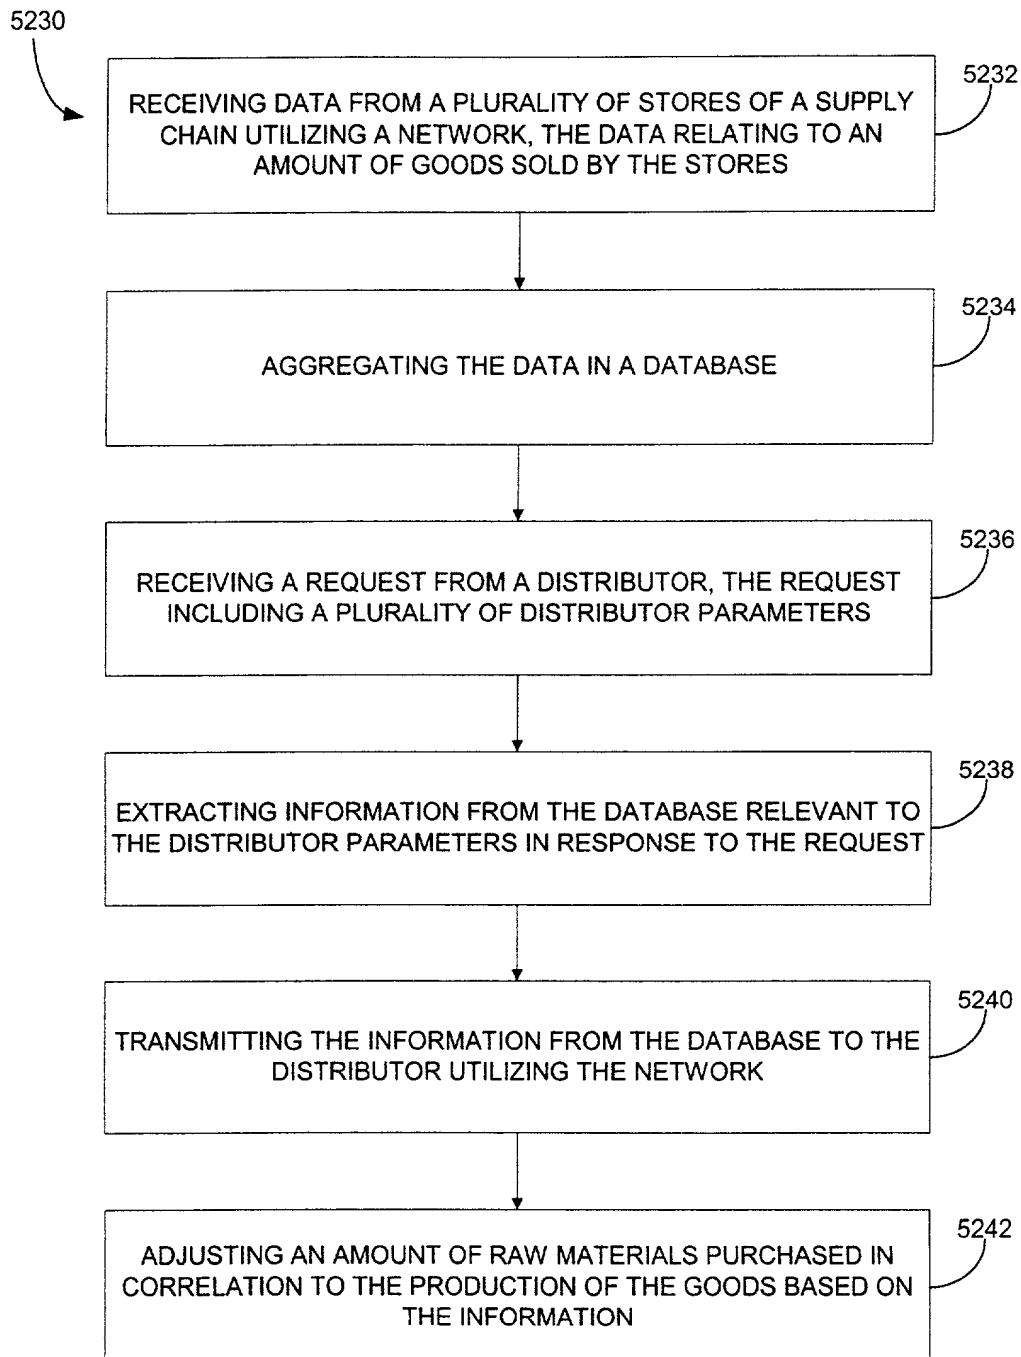 5230
5232
RECEIVING DATA FROM A PLURALITY OF STORES OF A SUPPLY
CHAIN UTILIZING A NETWORK, THE DATA RELATING TO AN
AMOUNT OF GOODS SOLD BY THE STORES
5234
AGGREGATING THE DATA IN A DATABASE
5236
RECEIVING A REQUEST FROM A DISTRIBUTOR, THE REQUEST
INCLUDING A PLURALITY OF DISTRIBUTOR PARAMETERS
5238
EXTRACTING INFORMATION FROM THE DATABASE RELEVANT TO
THE DISTRIBUTOR PARAMETERS IN RESPONSE TO THE REQUEST
5240
TRANSMITTING THE INFORMATION FROM THE DATABASE TO THE
DISTRIBUTOR UTILIZING THE NETWORK
5242
ADJUSTING AN AMOUNT OF RAW MATERIALS PURCHASED IN
CORRELATION TO THE PRODUCTION OF THE GOODS BASED ON
THE INFORMATION